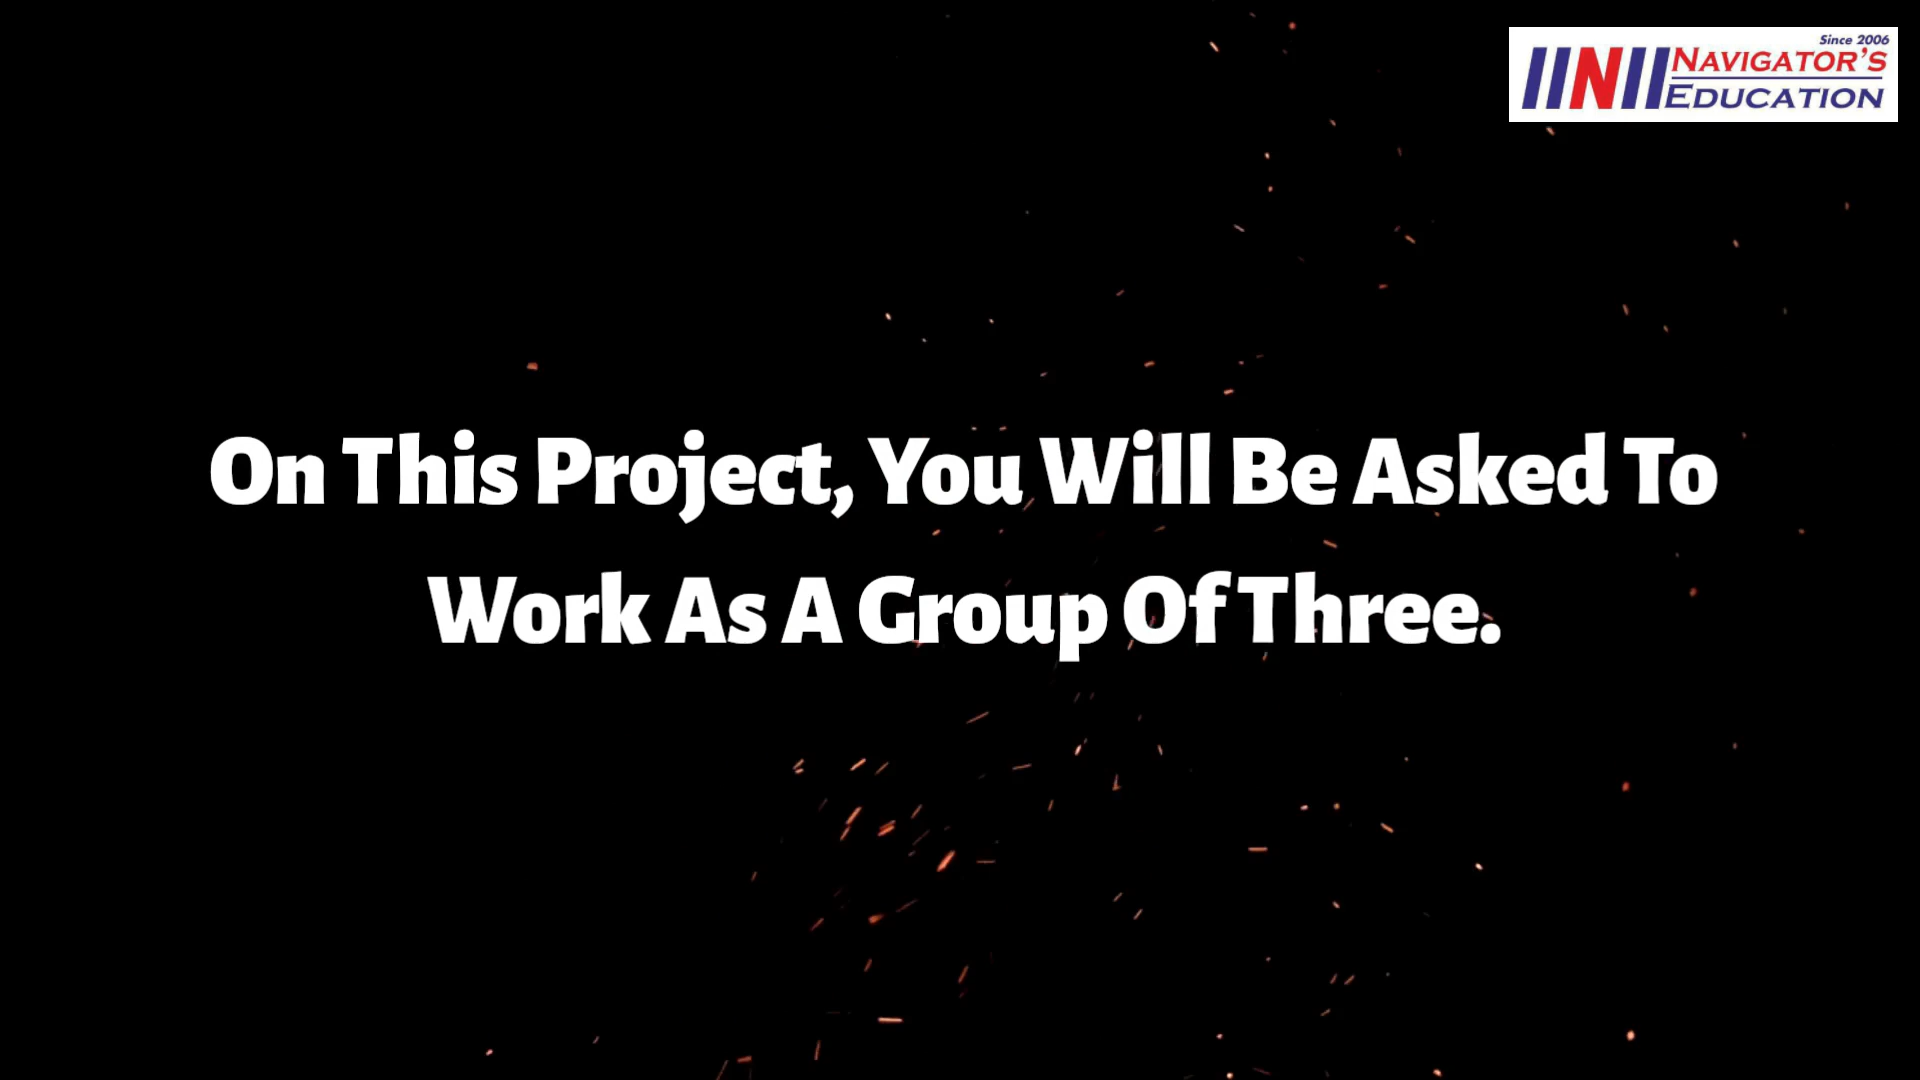 Since 2006
NAVIGATOR'S
EDUCATION
On This Project, You Will Be Asked To
Work As A Group Of Three.